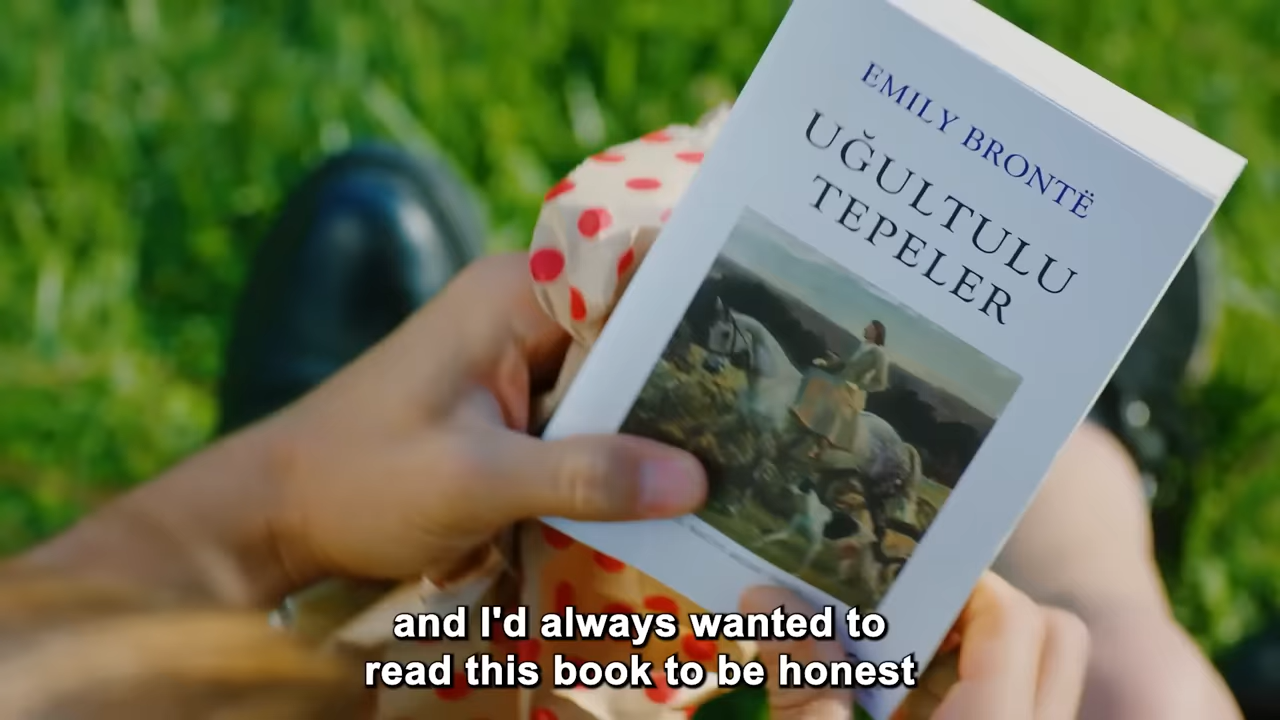 EMILY BRONTË
UĞULTULU
TEPELER
and I'd always wanted to
read this book to be honest